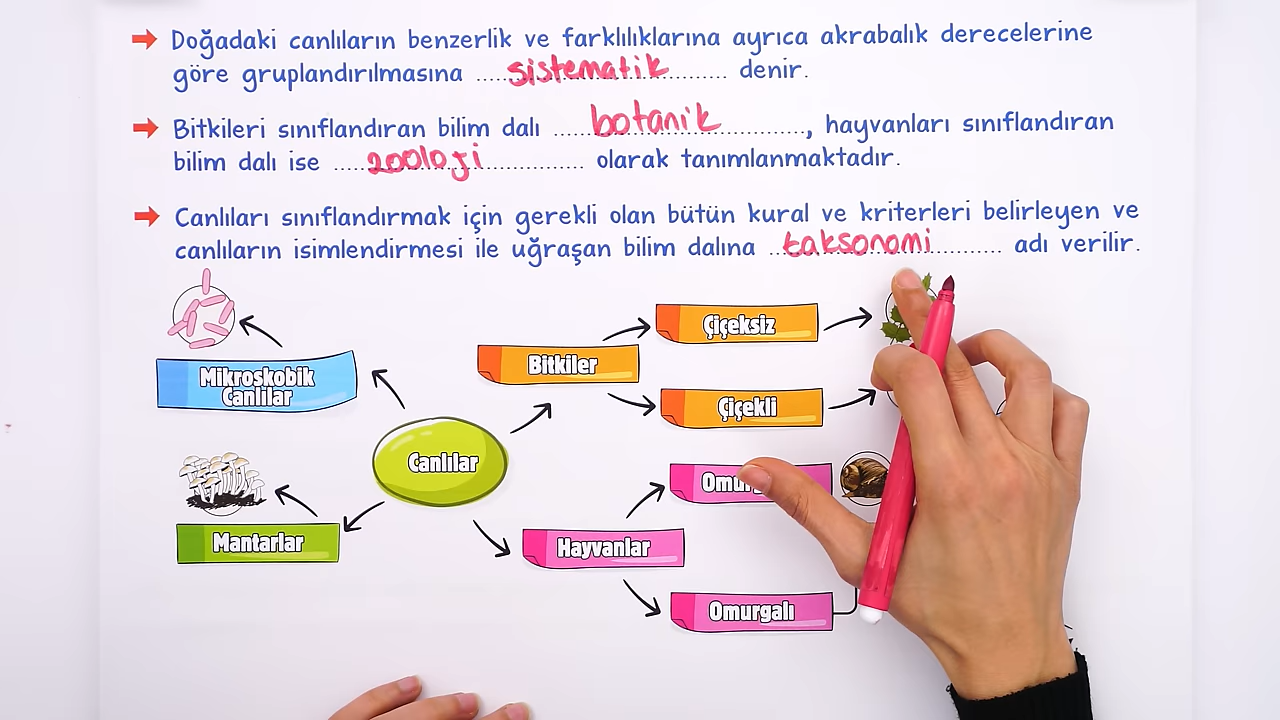 Doğadaki canlıların benzerlik ve farklılıklarına ayrıca akrabalık derecelerine
göre gruplandırılmasına sistematik denir.
Bitkileri sınıflandıran bilim dalı botanik, hayvanları sınıflandıran
bilim dalı ise zooloji olarak tanımlanmaktadır.
Canlıları sınıflandırmak için gerekli olan bütün kural ve kriterleri belirleyen ve
canlıların isimlendirmesi ile uğraşan bilim dalına taksonomi adı verilir.
Çiçeksiz
Bitkiler
Mikroskobik
Canlılar
Çiçekli
Canlılar
Mantarlar
Hayvanlar
Omurgalı